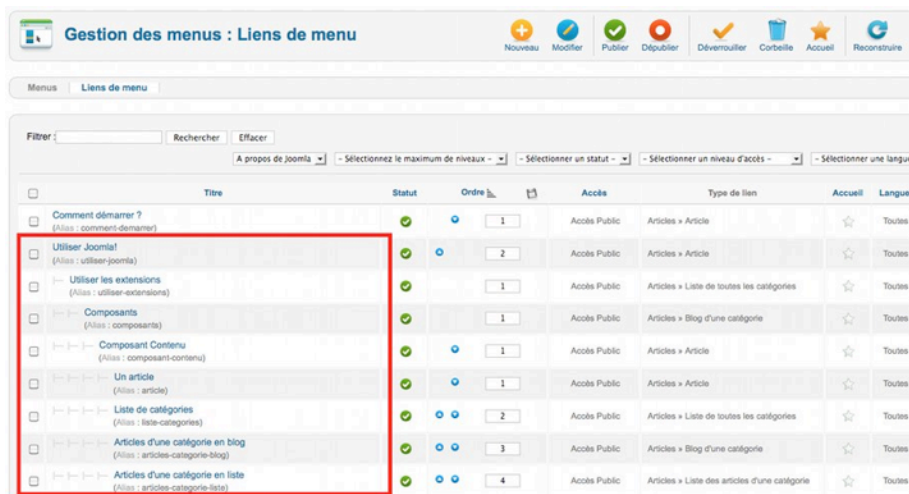 Gestion des menus : Liens de menu
Nouveau Modifier Publier Dépublier Déverrouiller Corbeille Accueil Reconstruire
Menus Liens de menu
Filtrer : Rechercher Effacer
A propos de Joomla - Sélectionnez le maximum de niveaux - - Sélectionner un statut - - Sélectionner un niveau d'accès - - Sélectionner une langue
Titre Statut Ordre Accès Type de lien Accueil Langue
Comment démarrer ?
(Alias : comment-demarrer) 1 Accès Public Articles » Article Toutes
Utiliser Joomla!
(Alias : utiliser-joomla) 2 Accès Public Articles » Article Toutes
Utiliser les extensions
(Alias : utiliser-extensions) 1 Accès Public Articles » Liste de toutes les catégories Toutes
Composants
(Alias : composants) 1 Accès Public Articles » Blog d'une catégorie Toutes
Composant Contenu
(Alias : composant-contenu) 1 Accès Public Articles » Article Toutes
Un article
(Alias : article) 1 Accès Public Articles » Article Toutes
Liste de catégories
(Alias : liste-categories) 2 Accès Public Articles » Liste de toutes les catégories Toutes
Articles d'une catégorie en blog
(Alias : articles-categorie-blog) 3 Accès Public Articles » Blog d'une catégorie Toutes
Articles d'une catégorie en liste
(Alias : articles-categorie-liste) 4 Accès Public Articles » Liste des articles d'une catégorie Toutes